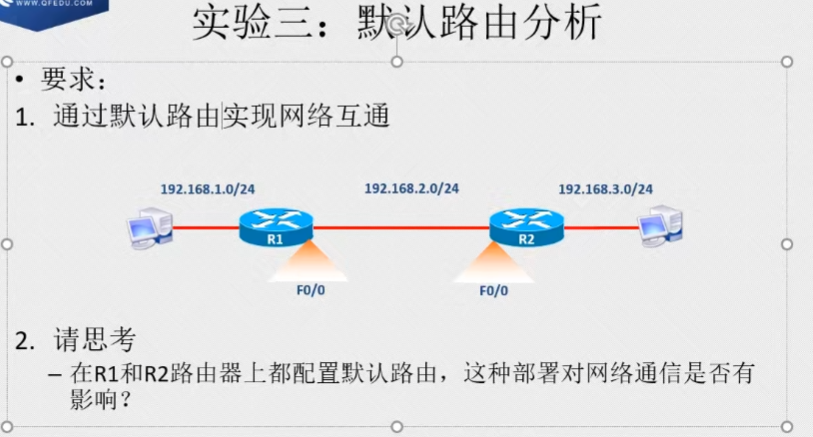 WWW.QFEDU.COM
实验三：默认路由分析
• 要求：
1. 通过默认路由实现网络互通
192.168.1.0/24 192.168.2.0/24 192.168.3.0/24
R1 R2
F0/0 F0/0
2. 请思考
– 在R1和R2路由器上都配置默认路由，这种部署对网络通信是否有
影响？